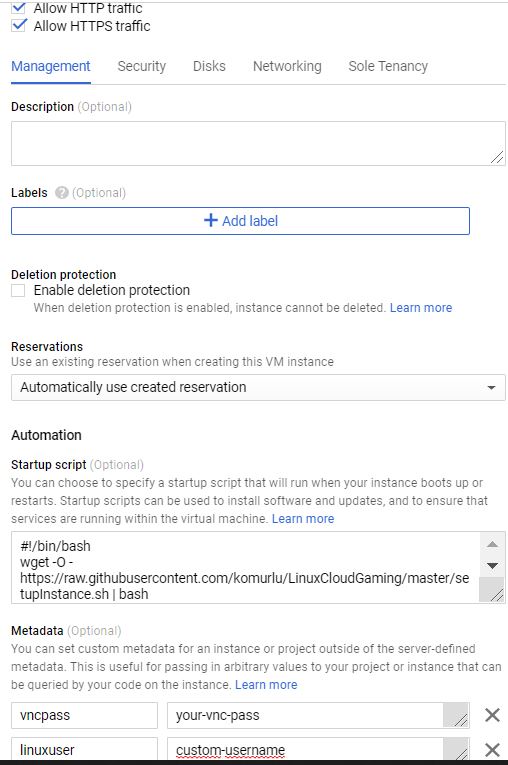 Allow HTTP traffic
Allow HTTPS traffic
Management Security Disks Networking Sole Tenancy
Description (Optional)
Labels ? (Optional)
+ Add label
Deletion protection
Enable deletion protection
When deletion protection is enabled, instance cannot be deleted. Learn more
Reservations
Use an existing reservation when creating this VM instance
Automatically use created reservation
Automation
Startup script (Optional)
You can choose to specify a startup script that will run when your instance boots up or
restarts. Startup scripts can be used to install software and updates, and to ensure that
services are running within the virtual machine. Learn more
#!/bin/bash
wget -O -
https://raw.githubusercontent.com/komurlu/LinuxCloudGaming/master/se
tupInstance.sh | bash
Metadata (Optional)
You can set custom metadata for an instance or project outside of the server-defined
metadata. This is useful for passing in arbitrary values to your project or instance that can
be queried by your code on the instance. Learn more
vncpass your-vnc-pass
linuxuser custom-username